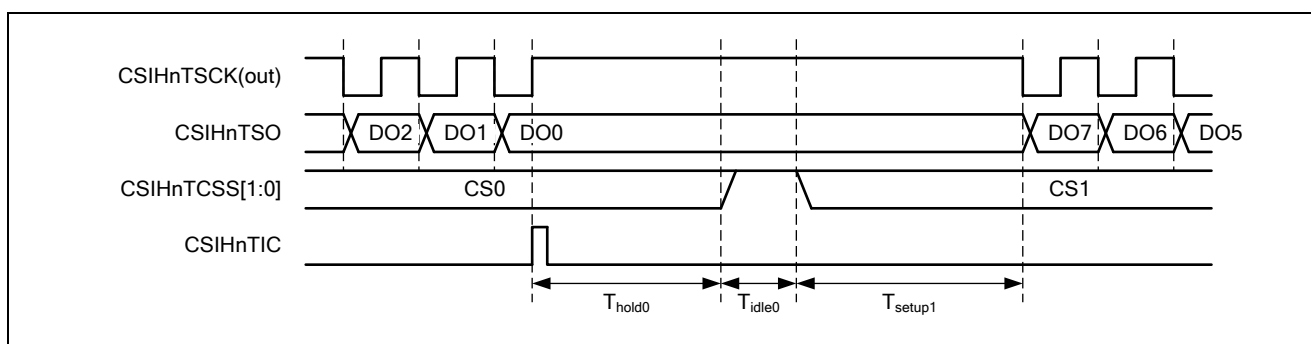 CSIHnTSCK(out)
CSIHnTSO DO2 DO1 DO0 DO7 DO6 DO5
CSIHnTCSS[1:0] CS0 CS1
CSIHnTIC
Thold0 Tidle0 Tsetup1